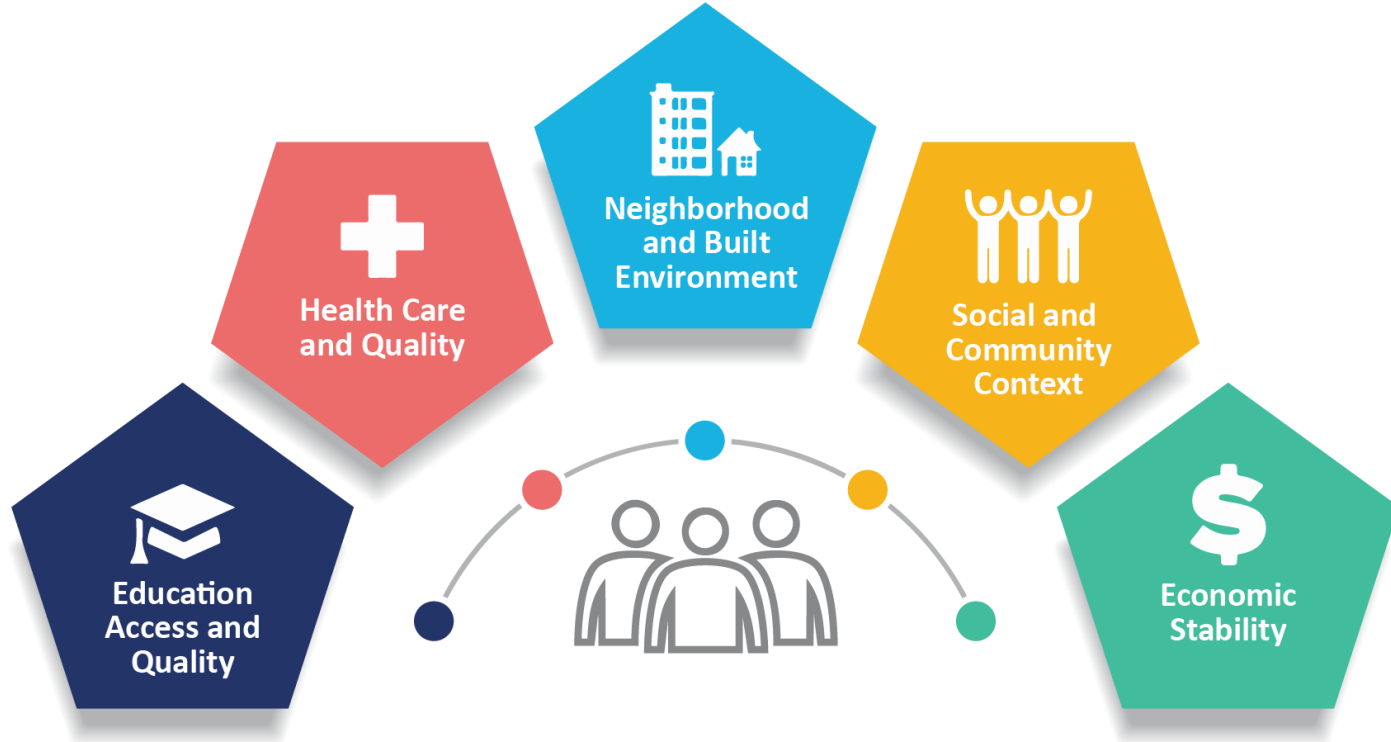 Education
Access and
Quality
Health Care
and Quality
Neighborhood
and Built
Environment
Social and
Community
Context
Economic
Stability